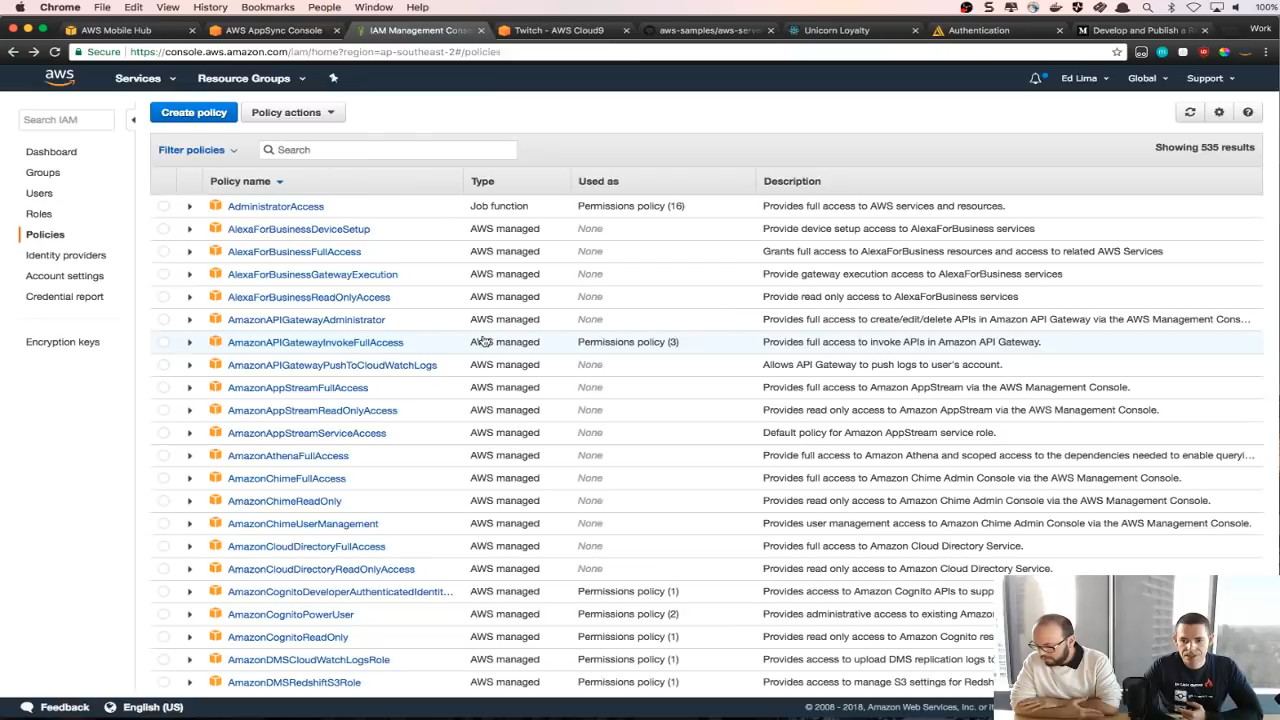 Chrome File Edit View History Bookmarks People Window Help 100%
AWS Mobile Hub AWS AppSync Console IAM Management Cons Twitch - AWS Cloud9 aws-samples/aws-serv Unicorn Loyalty Authentication Develop and Publish a R Work
Secure https://console.aws.amazon.com/iam/home?region=ap-southeast-2#/policies
aws Services Resource Groups Ed Lima Global Support
Search IAM
Dashboard
Groups
Users
Roles
Policies
Identity providers
Account settings
Credential report
Encryption keys
Create policy Policy actions
Filter policies Search Showing 535 results
Policy name Type Used as Description
AdministratorAccess Job function Permissions policy (16) Provides full access to AWS services and resources.
AlexaForBusinessDeviceSetup AWS managed None Provide device setup access to AlexaForBusiness services
AlexaForBusinessFullAccess AWS managed None Grants full access to AlexaForBusiness resources and access to related AWS Services
AlexaForBusinessGatewayExecution AWS managed None Provide gateway execution access to AlexaForBusiness services
AlexaForBusinessReadOnlyAccess AWS managed None Provide read only access to AlexaForBusiness services
AmazonAPIGatewayAdministrator AWS managed None Provides full access to create/edit/delete APIs in Amazon API Gateway via the AWS Management Cons...
AmazonAPIGatewayInvokeFullAccess AWS managed Permissions policy (3) Provides full access to invoke APIs in Amazon API Gateway.
AmazonAPIGatewayPushToCloudWatchLogs AWS managed None Allows API Gateway to push logs to user's account.
AmazonAppStreamFullAccess AWS managed None Provides full access to Amazon AppStream via the AWS Management Console.
AmazonAppStreamReadOnlyAccess AWS managed None Provides read only access to Amazon AppStream via the AWS Management Console.
AmazonAppStreamServiceAccess AWS managed None Default policy for Amazon AppStream service role.
AmazonAthenaFullAccess AWS managed None Provide full access to Amazon Athena and scoped access to the dependencies needed to enable queryi...
AmazonChimeFullAccess AWS managed None Provides full access to Amazon Chime Admin Console via the AWS Management Console.
AmazonChimeReadOnly AWS managed None Provides read only access to Amazon Chime Admin Console via the AWS Management Console.
AmazonChimeUserManagement AWS managed None Provides user management access to Amazon Chime Admin Console via the AWS Management Console.
AmazonCloudDirectoryFullAccess AWS managed None Provides full access to Amazon Cloud Directory Service.
AmazonCloudDirectoryReadOnlyAccess AWS managed None Provides read only access to Amazon Cloud Directory Service.
AmazonCognitoDeveloperAuthenticatedIdentit... AWS managed Permissions policy (1) Provides access to Amazon Cognito APIs to supp
AmazonCognitoPowerUser AWS managed Permissions policy (2) Provides administrative access to existing Amazon
AmazonCognitoReadOnly AWS managed Permissions policy (1) Provides read only access to Amazon Cognito res
AmazonDMSCloudWatchLogsRole AWS managed Permissions policy (1) Provides access to upload DMS replication logs to
AmazonDMSRedshiftS3Role AWS managed Permissions policy (1) Provides access to manage S3 settings for Redsh
Feedback English (US) © 2008 - 2018, Amazon Web Services, Inc. or it